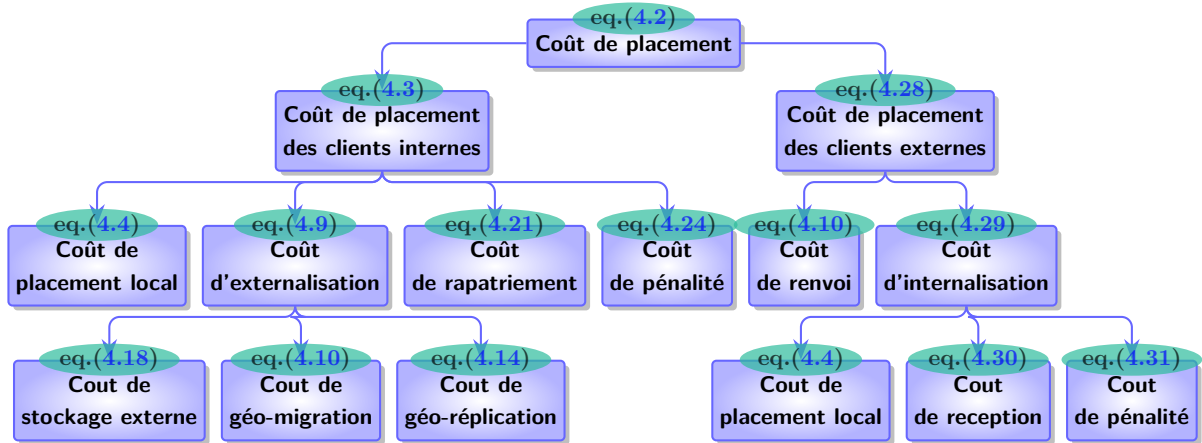 eq.(4.2)
Coût de placement
eq.(4.3)
Coût de placement
des clients internes
eq.(4.28)
Coût de placement
des clients externes
eq.(4.4)
Coût de
placement local
eq.(4.9)
Coût
d'externalisation
eq.(4.21)
Coût
de rapatriement
eq.(4.24)
Coût
de pénalité
eq.(4.10)
Coût
de renvoi
eq.(4.29)
Coût
d'internalisation
eq.(4.18)
Cout de
stockage externe
eq.(4.10)
Cout de
géo-migration
eq.(4.14)
Cout de
géo-réplication
eq.(4.4)
Cout de
placement local
eq.(4.30)
Cout
de reception
eq.(4.31)
Cout
de pénalité